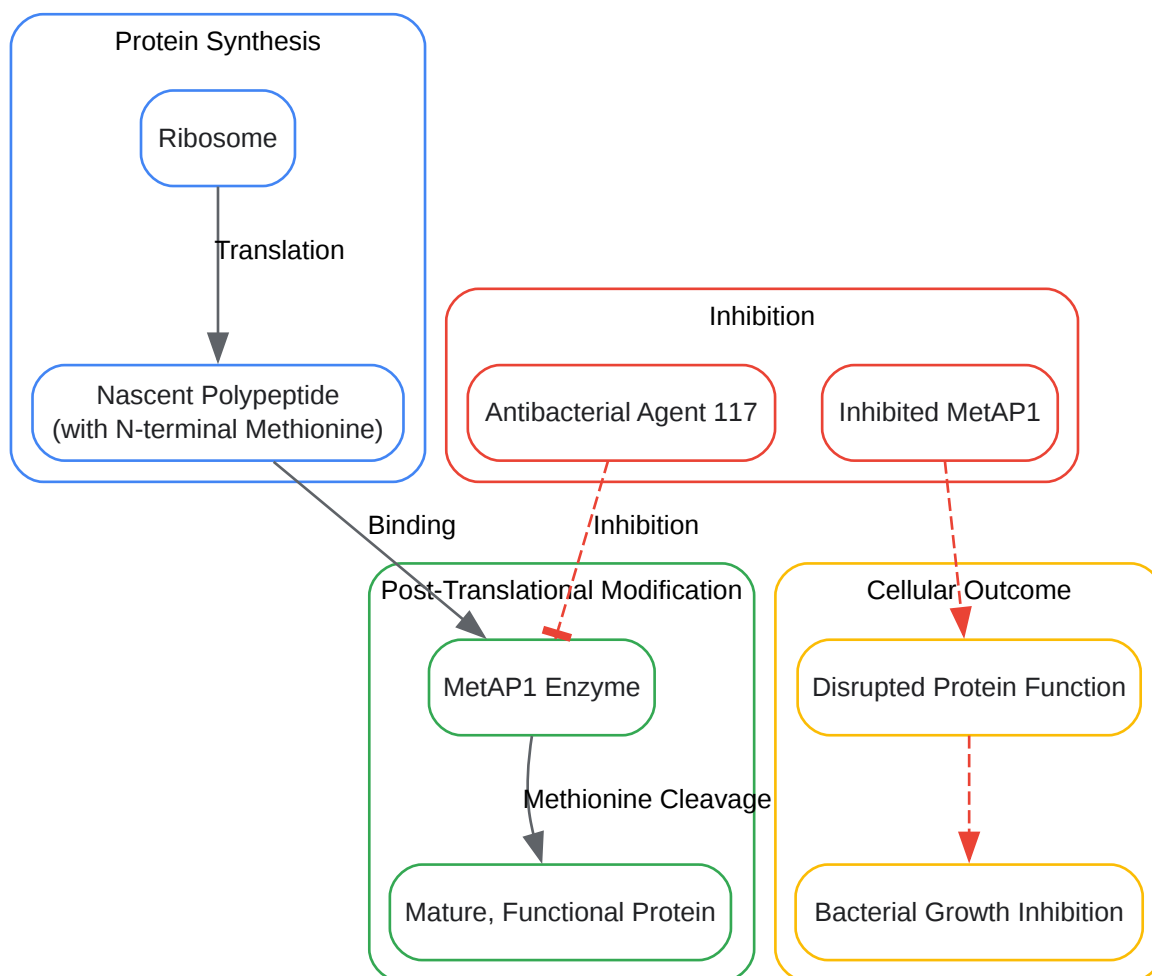 Protein Synthesis
Ribosome
Translation
Nascent Polypeptide
(with N-terminal Methionine)
Inhibition
Antibacterial Agent 117
Inhibited MetAP1
Binding
Inhibition
Post-Translational Modification
Cellular Outcome
MetAP1 Enzyme
Disrupted Protein Function
Methionine Cleavage
Mature, Functional Protein
Bacterial Growth Inhibition